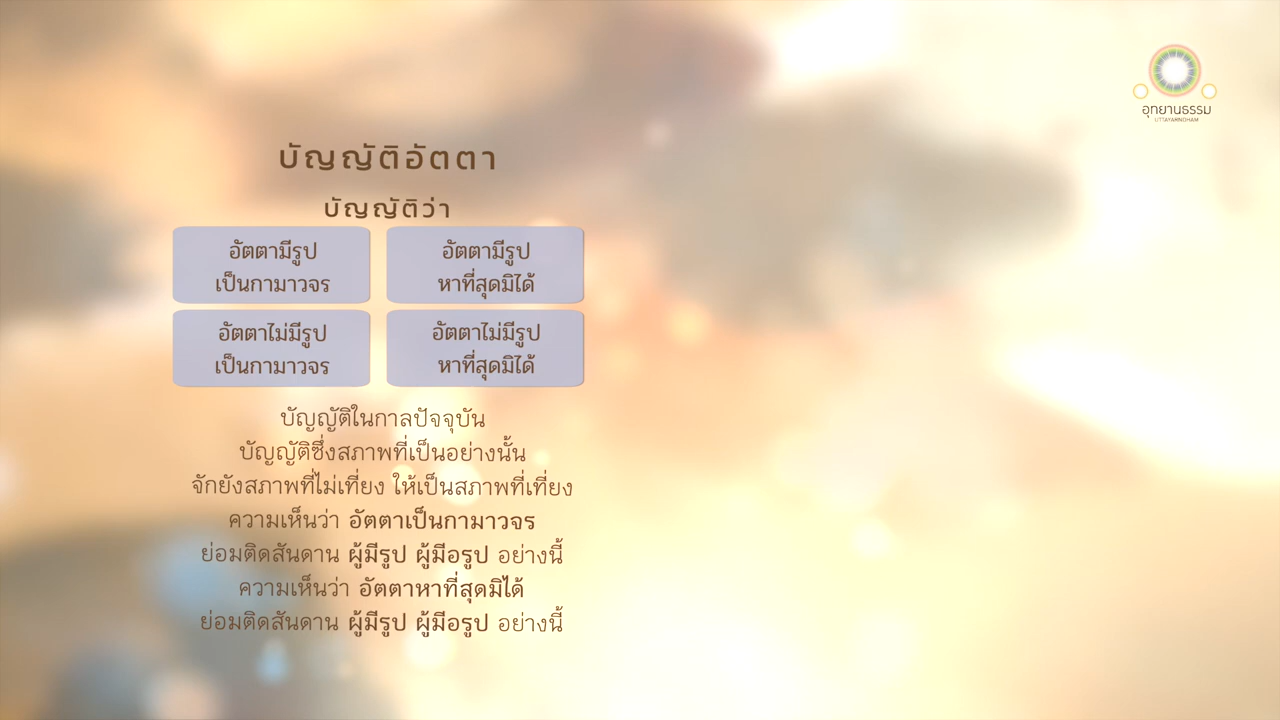 อุทยานธรรม
UTTAYARNDHAM
บัญญัติอัตตา
บัญญัติว่า
อัตตามีรูป
เป็นกามาวจร
อัตตามีรูป
หาที่สุดมิได้
อัตตาไม่มีรูป
เป็นกามาวจร
อัตตาไม่มีรูป
หาที่สุดมิได้
บัญญัติในกาลปัจจุบัน
บัญญัติซึ่งสภาพที่เป็นอย่างนั้น
จักยังสภาพที่ไม่เที่ยง ให้เป็นสภาพที่เที่ยง
ความเห็นว่า อัตตาเป็นกามาวจร
ย่อมติดสันดาน ผู้มีรูป ผู้มีอรูป อย่างนี้
ความเห็นว่า อัตตาหาที่สุดมิได้
ย่อมติดสันดาน ผู้มีรูป ผู้มีอรูป อย่างนี้